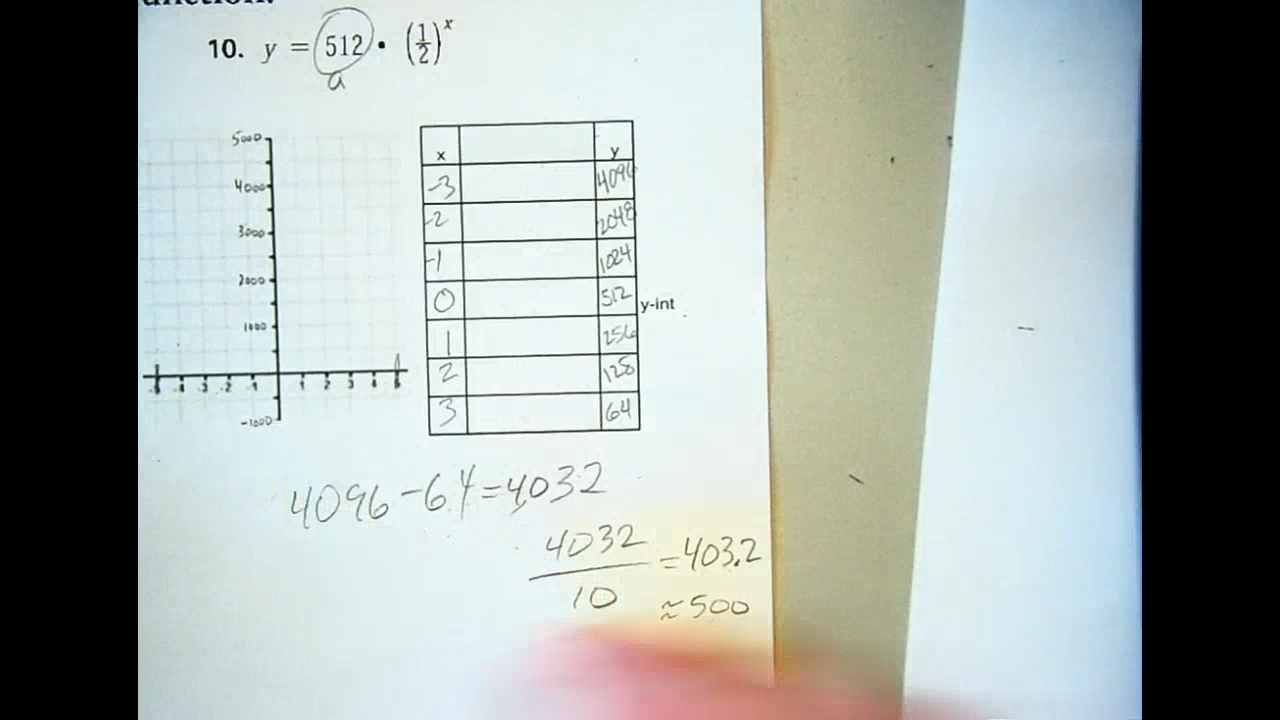 unction.
10. y = 512 • (1/2)^x
a
5000
4000
3000
2000
1000
-1000
-5 -4 -3 -2 -1 1 2 3 4 5
x y
-3 4096
-2 2048
-1 1024
0 512 y-int
1 256
2 128
3 64
4096 - 64 = 4032
4032/10 = 403.2
≈ 500